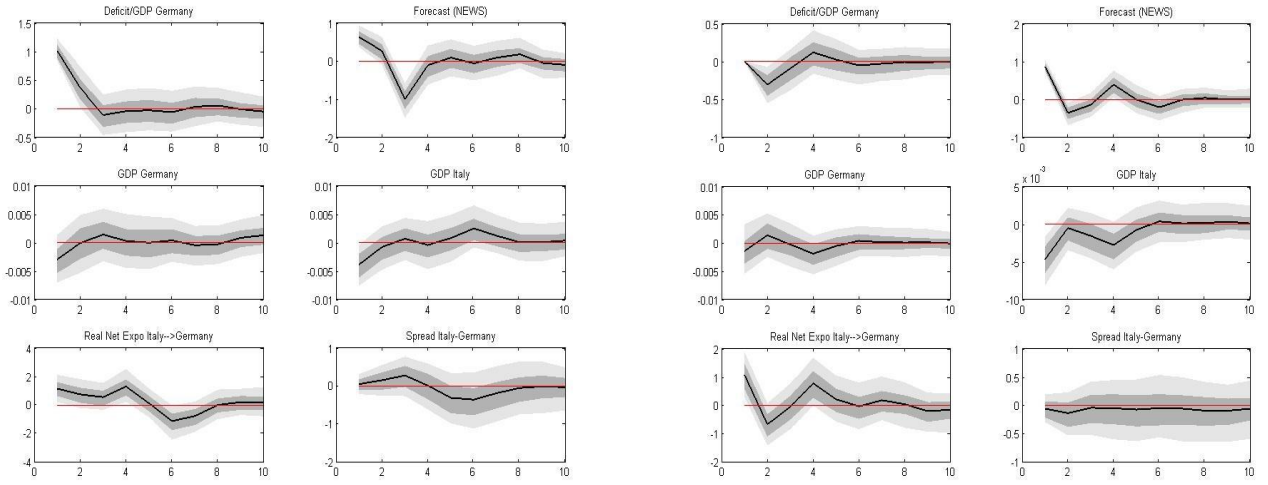 Deficit/GDP Germany
1.5
1
0.5
0
-0.5
0 2 4 6 8 10
Forecast (NEWS)
1
0
-1
-2
0 2 4 6 8 10
Deficit/GDP Germany
0.5
0
-0.5
-1
0 2 4 6 8 10
Forecast (NEWS)
2
1
0
-1
0 2 4 6 8 10
GDP Germany
0.01
0.005
0
-0.005
-0.01
0 2 4 6 8 10
GDP Italy
0.01
0.005
0
-0.005
-0.01
0 2 4 6 8 10
GDP Germany
0.01
0.005
0
-0.005
-0.01
0 2 4 6 8 10
x 10-3
GDP Italy
5
0
-5
-10
0 2 4 6 8 10
Real Net Expo Italy-->Germany
4
2
0
-2
-4
0 2 4 6 8 10
Spread Italy-Germany
1
0
-1
-2
0 2 4 6 8 10
Real Net Expo Italy-->Germany
2
1
0
-1
-2
0 2 4 6 8 10
Spread Italy-Germany
1
0.5
0
-0.5
-1
0 2 4 6 8 10